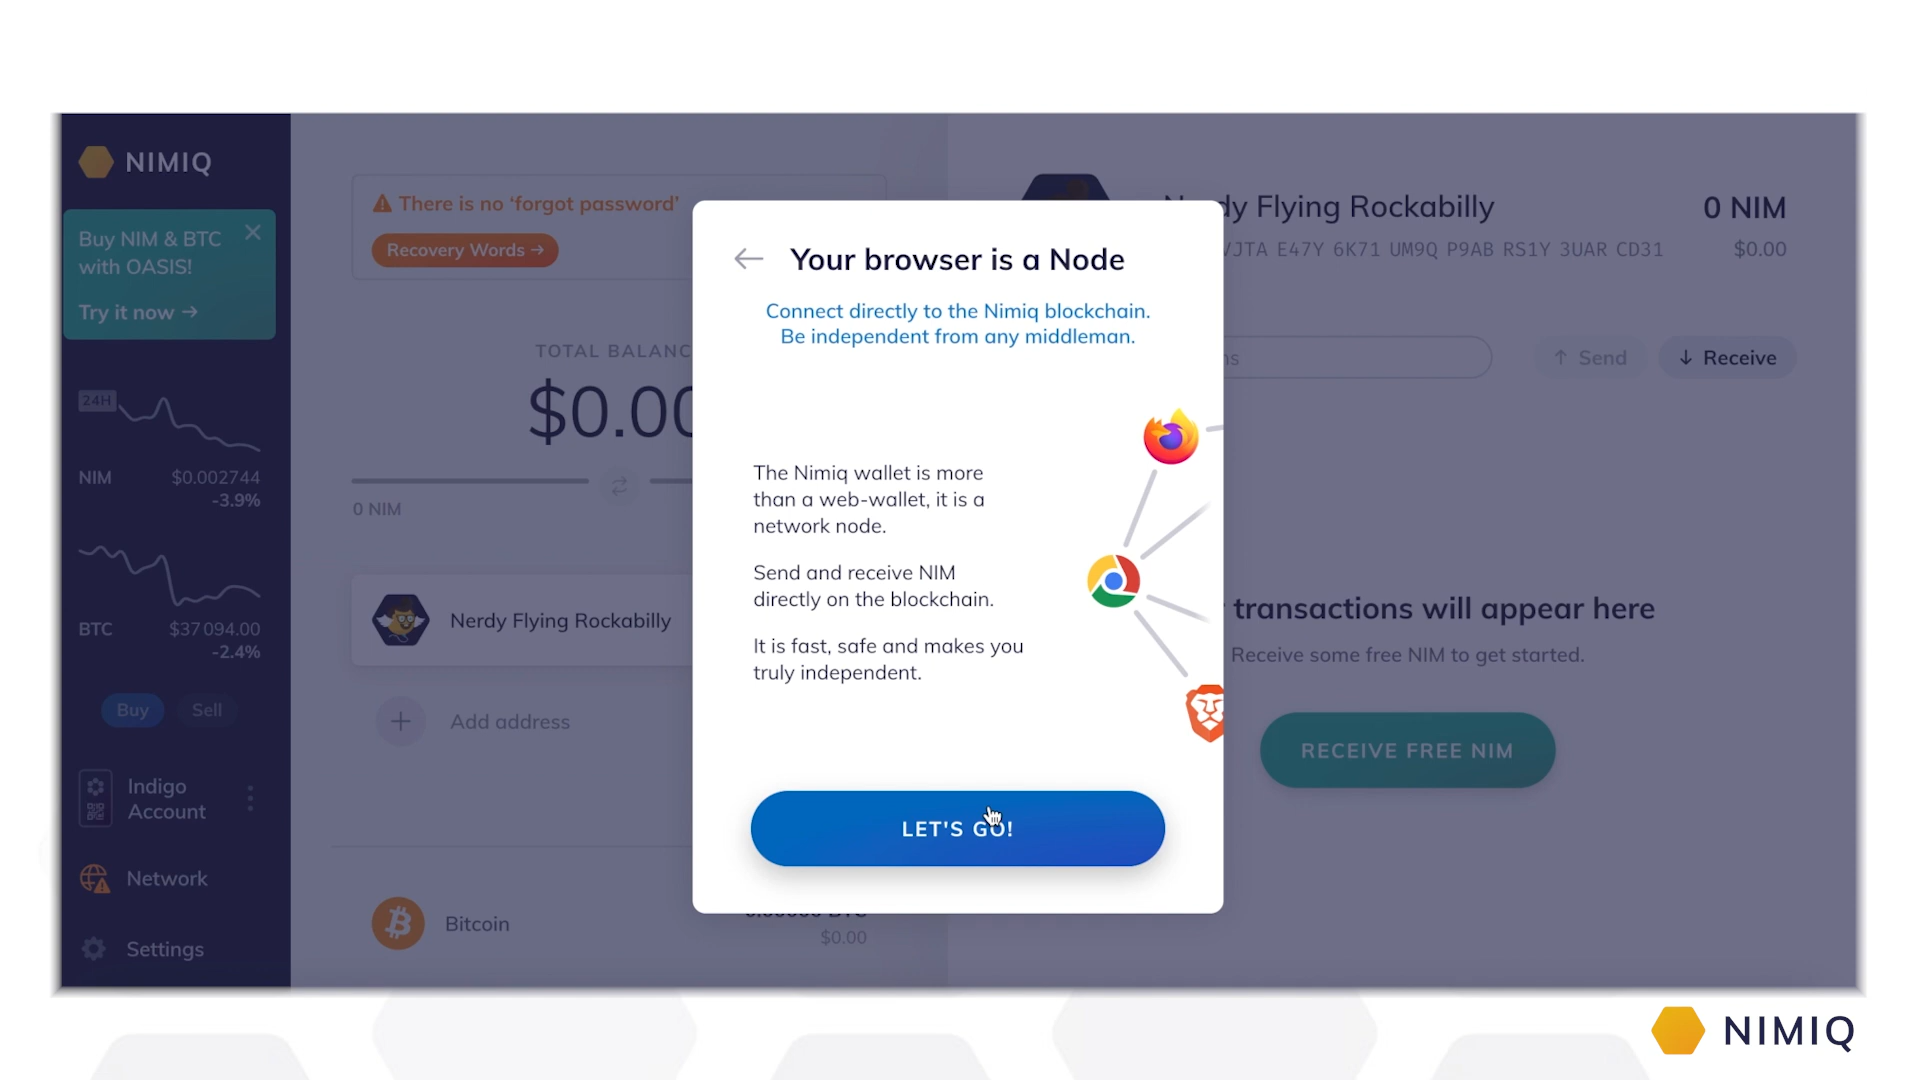 NIMIQ
Buy NIM & BTC
with OASIS!
Try it now →
24H
NIM $0.002744
-3.9%
BTC $37 094.00
-2.4%
Buy Sell
Indigo
Account
Network
Settings
There is no ‘forgot password’
Recovery Words →
TOTAL BALANC
$0.00
0 NIM
Nerdy Flying Rockabilly
Add address
Bitcoin
$0.00
Your browser is a Node
Connect directly to the Nimiq blockchain.
Be independent from any middleman.
The Nimiq wallet is more
than a web-wallet, it is a
network node.
Send and receive NIM
directly on the blockchain.
It is fast, safe and makes you
truly independent.
LET'S GO!
Flying Rockabilly 0 NIM
E47Y 6K71 UM9Q P9AB RS1Y 3UAR CD31 $0.00
↑ Send ↓ Receive
transactions will appear here
Receive some free NIM to get started.
RECEIVE FREE NIM
NIMIQ